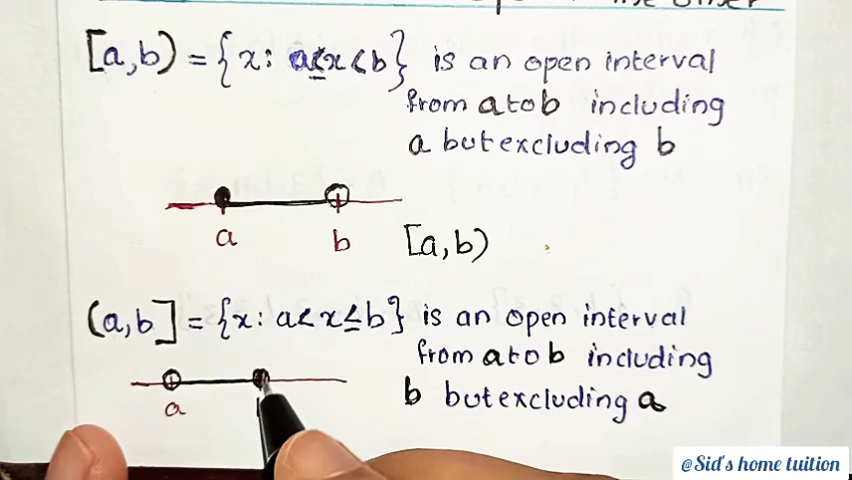 [a,b) = {x: a≤x<b} is an open interval
from a to b including
a but excluding b
a b [a,b)
(a,b] = {x: a<x≤b} is an open interval
from a to b including
a b but excluding a
@Sid's home tuition